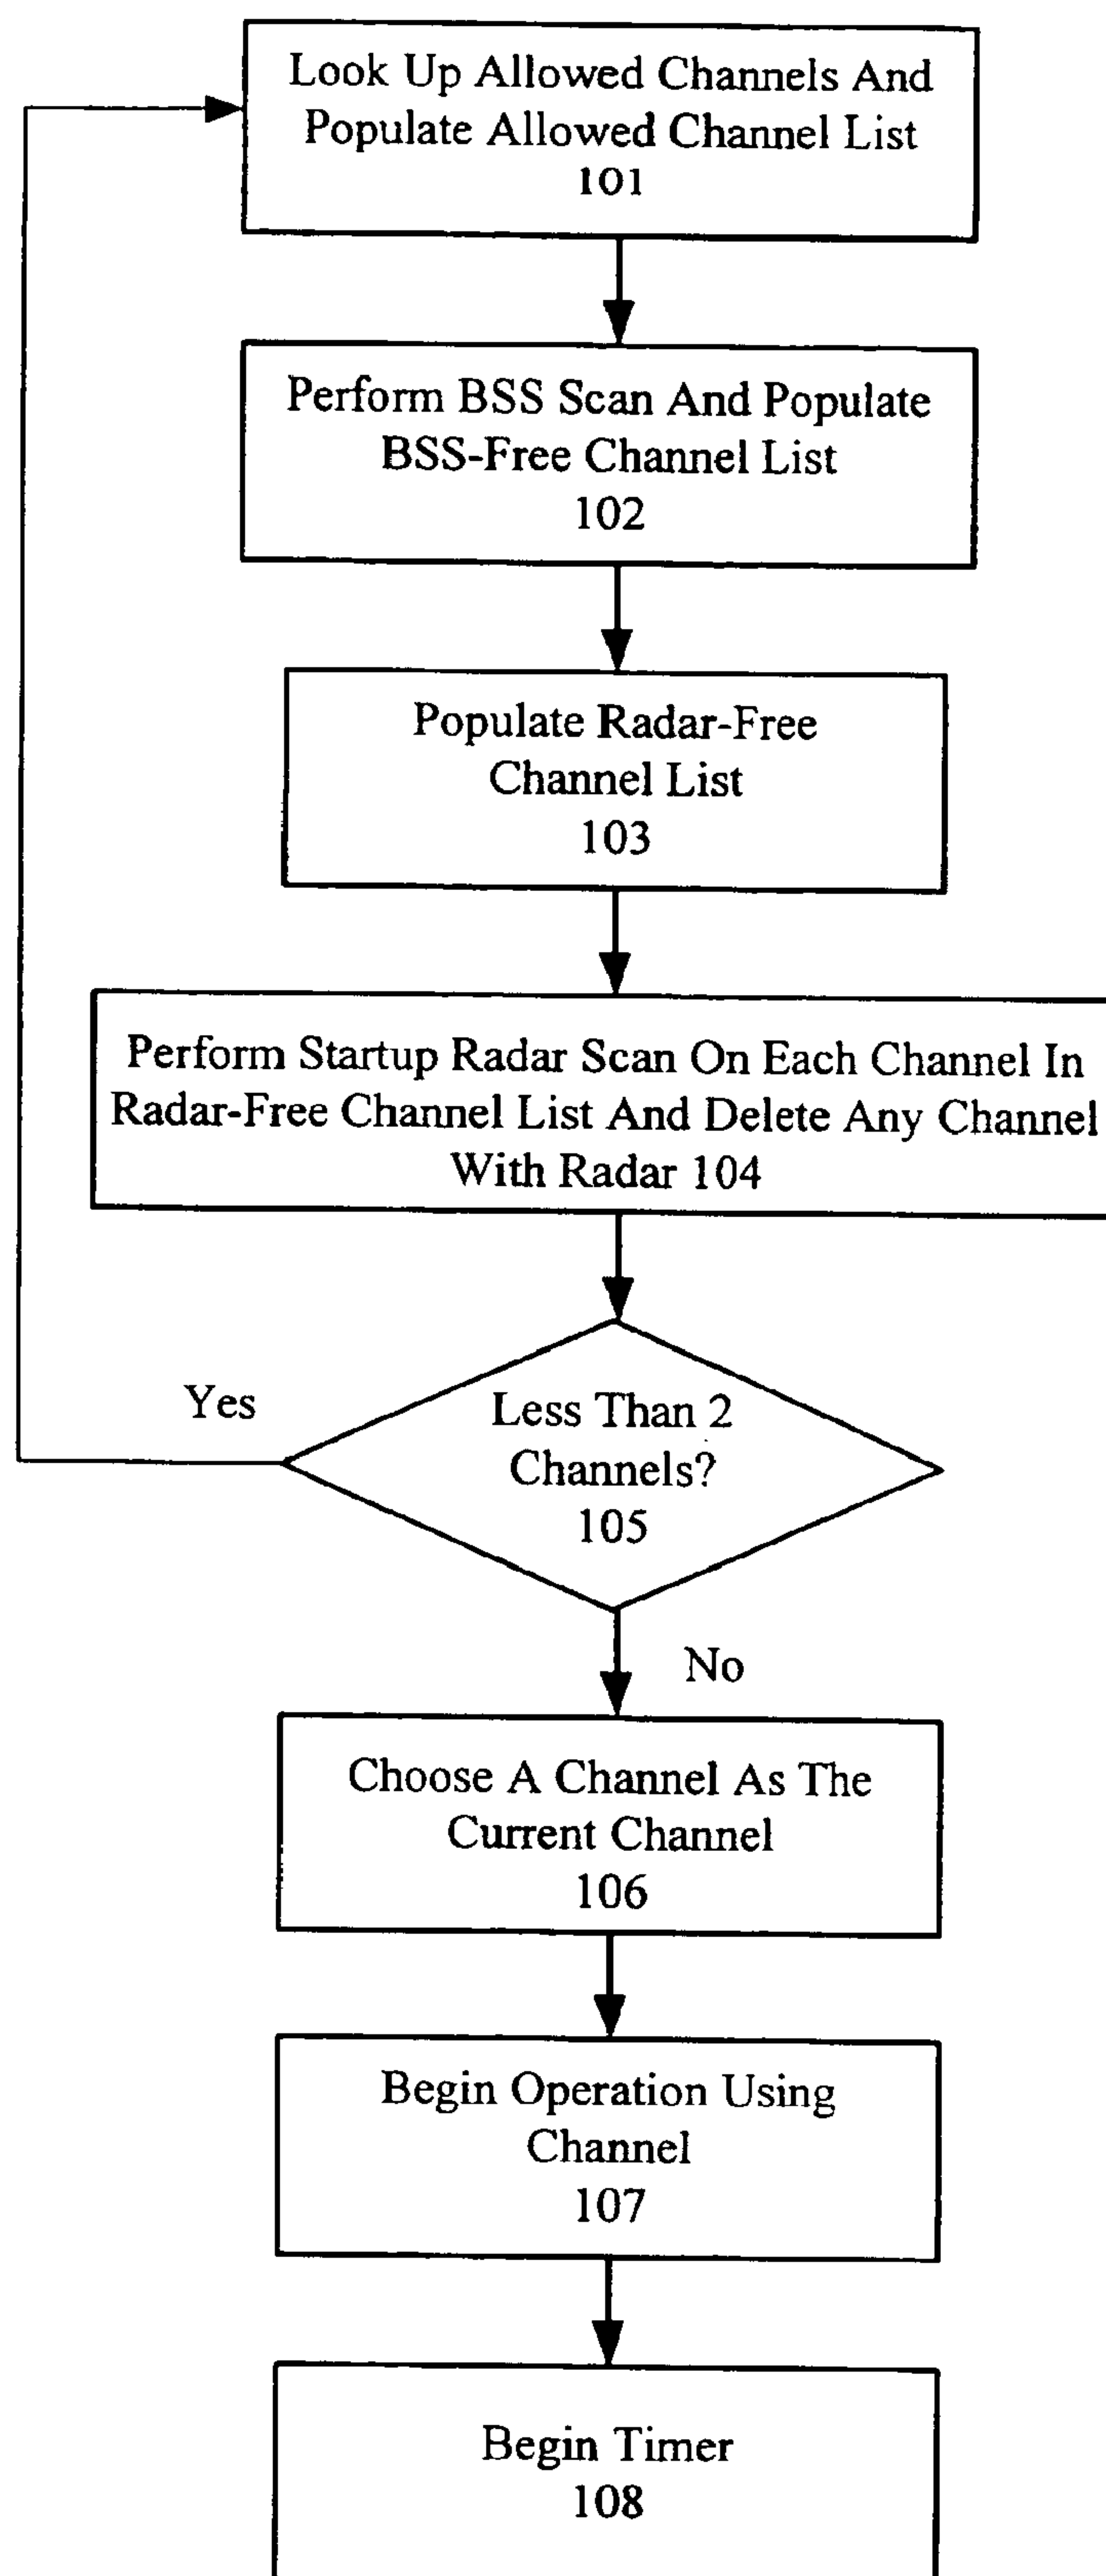 Look Up Allowed Channels And
Populate Allowed Channel List
101
Perform BSS Scan And Populate
BSS-Free Channel List
102
Populate Radar-Free
Channel List
103
Perform Startup Radar Scan On Each Channel In
Radar-Free Channel List And Delete Any Channel
With Radar 104
Yes
Less Than 2
Channels?
105
No
Choose A Channel As The
Current Channel
106
Begin Operation Using
Channel
107
Begin Timer
108